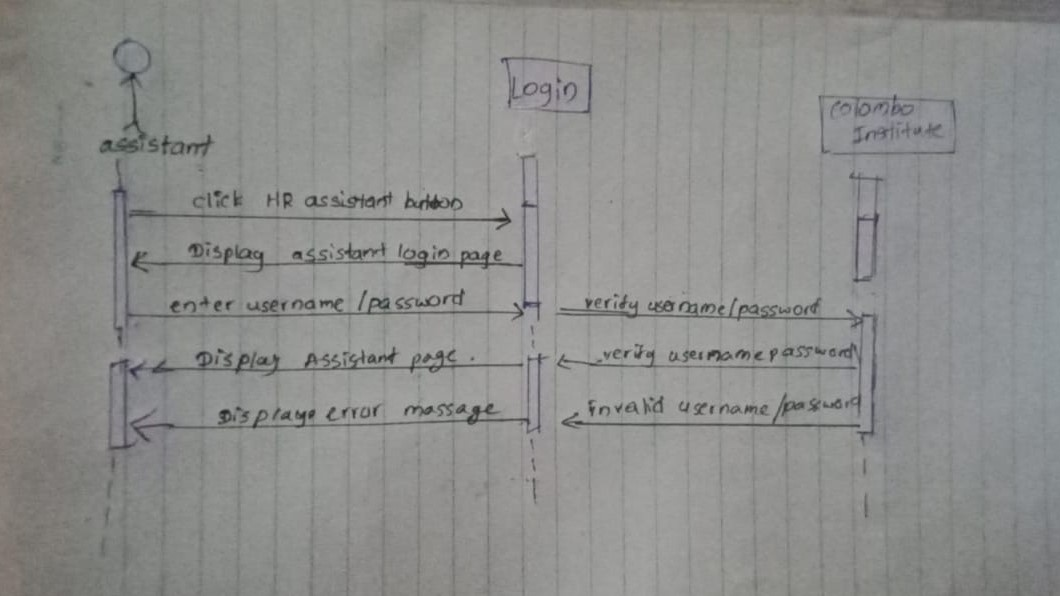 Login
Colombo
Institute
assistant
click HR assistant button
Display assistant login page
enter username /password
verify username/password
Display Assistant page .
verify username password
Displaye error massage
invalid username/password